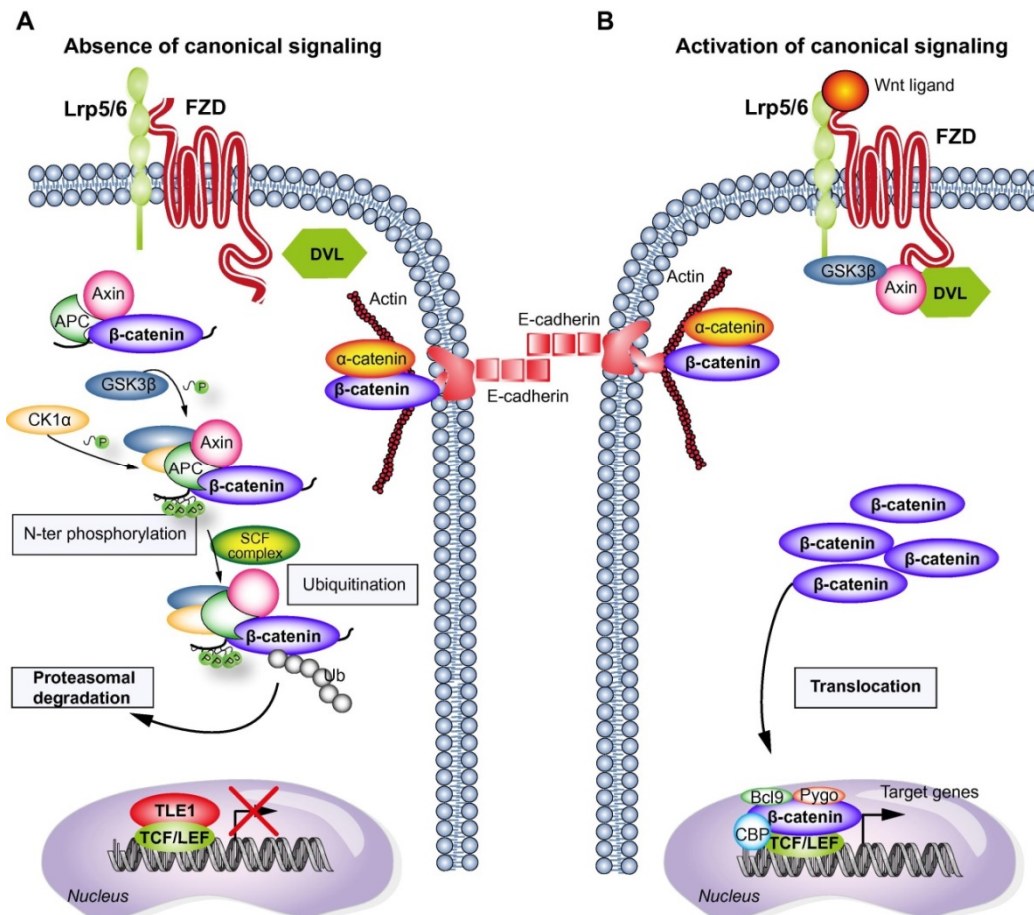 A
Absence of canonical signaling
Lrp5/6
FZD
DVL
Axin
APC
β-catenin
GSK3β
P
CK1α
P
Axin
APC
β-catenin
P P P P
N-ter phosphorylation
SCF
complex
Ubiquitination
β-catenin
P P P P
Ub
Proteasomal
degradation
Actin
α-catenin
β-catenin
E-cadherin
E-cadherin
TLE1
TCF/LEF
Nucleus
B
Activation of canonical signaling
Wnt ligand
Lrp5/6
FZD
GSK3β
Axin
DVL
Actin
α-catenin
β-catenin
β-catenin
β-catenin
β-catenin
β-catenin
Translocation
Bcl9
Pygo
Target genes
β-catenin
CBP
TCF/LEF
Nucleus